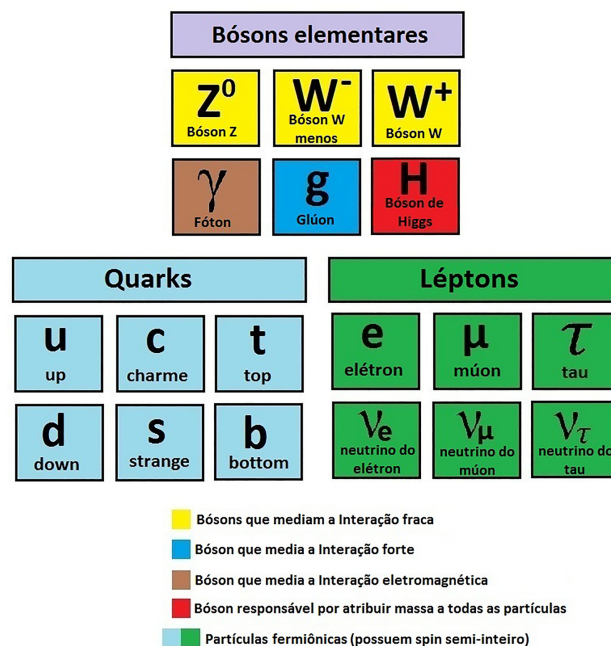 Bósons elementares
Z⁰ W⁻ W⁺
Bóson Z Bóson W menos Bóson W
γ g H
Fóton Glúon Bóson de Higgs
Quarks Léptons
u c t e μ τ
up charme top elétron múon tau
d s b νe νμ ντ
down strange bottom neutrino do elétron neutrino do múon neutrino do tau
Bósons que mediam a Interação fraca
Bóson que media a Interação forte
Bóson que media a Interação eletromagnética
Bóson responsável por atribuir massa a todas as partículas
Partículas fermiônicas (possuem spin semi-inteiro)